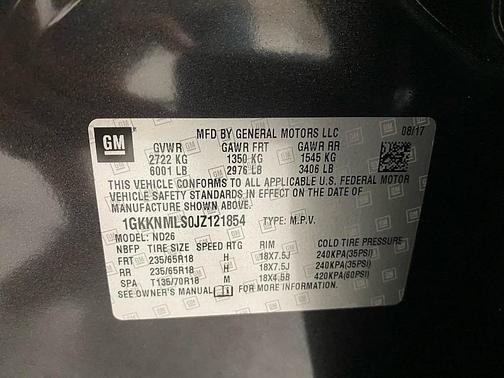 GM
MFD BY GENERAL MOTORS LLC 08/17
GVWR GAWR FRT GAWR RR
2722 KG 1350 KG 1545 KG
6001 LB 2976 LB 3406 LB
THIS VEHICLE CONFORMS TO ALL APPLICABLE U.S. FEDERAL MOTOR
VEHICLE SAFETY STANDARDS IN EFFECT ON THE DATE OF
MANUFACTURE SHOWN ABOVE.
1GKKNMLS0JZ121854 TYPE: M.P.V.
MODEL: ND26
NBFP TIRE SIZE SPEED RTG RIM COLD TIRE PRESSURE
FRT 235/65R18 H 18X7.5J 240KPA(35PSI)
RR 235/65R18 H 18X7.5J 240KPA(35PSI)
SPA T135/70R18 M 18X4.5B 420KPA(60PSI)
SEE OWNER'S MANUAL FOR MORE INFORMATION.